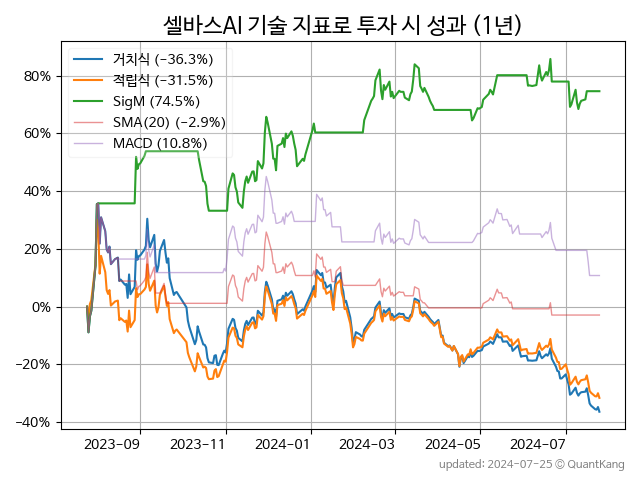 셀바스AI 기술 지표로 투자 시 성과 (1년)
거치식 (−36.3%)
적립식 (−31.5%)
SigM (74.5%)
SMA(20) (−2.9%)
MACD (10.8%)
80%
60%
40%
20%
0%
−20%
−40%
2023-09 2023-11 2024-01 2024-03 2024-05 2024-07
updated: 2024-07-25 © QuantKang